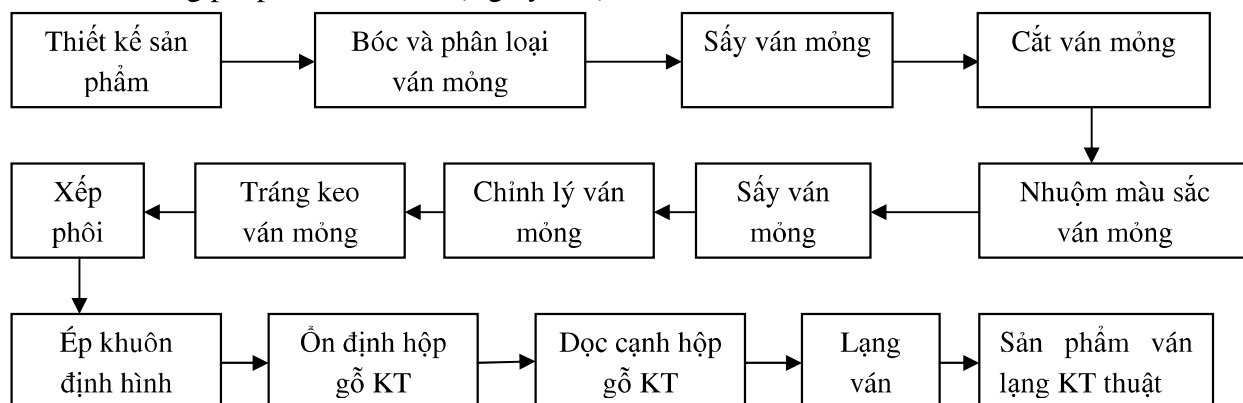 Thiết kế sản
phẩm
Bóc và phân loại
ván mỏng
Sấy ván mỏng
Cắt ván mỏng
Xếp
phôi
Tráng keo
ván mỏng
Chỉnh lý ván
mỏng
Sấy ván
mỏng
Nhuộm màu sắc
ván mỏng
Ép khuôn
định hình
Ổn định hộp
gỗ KT
Dọc cạnh hộp
gỗ KT
Lạng
ván
Sản phẩm ván
lạng KT thuật